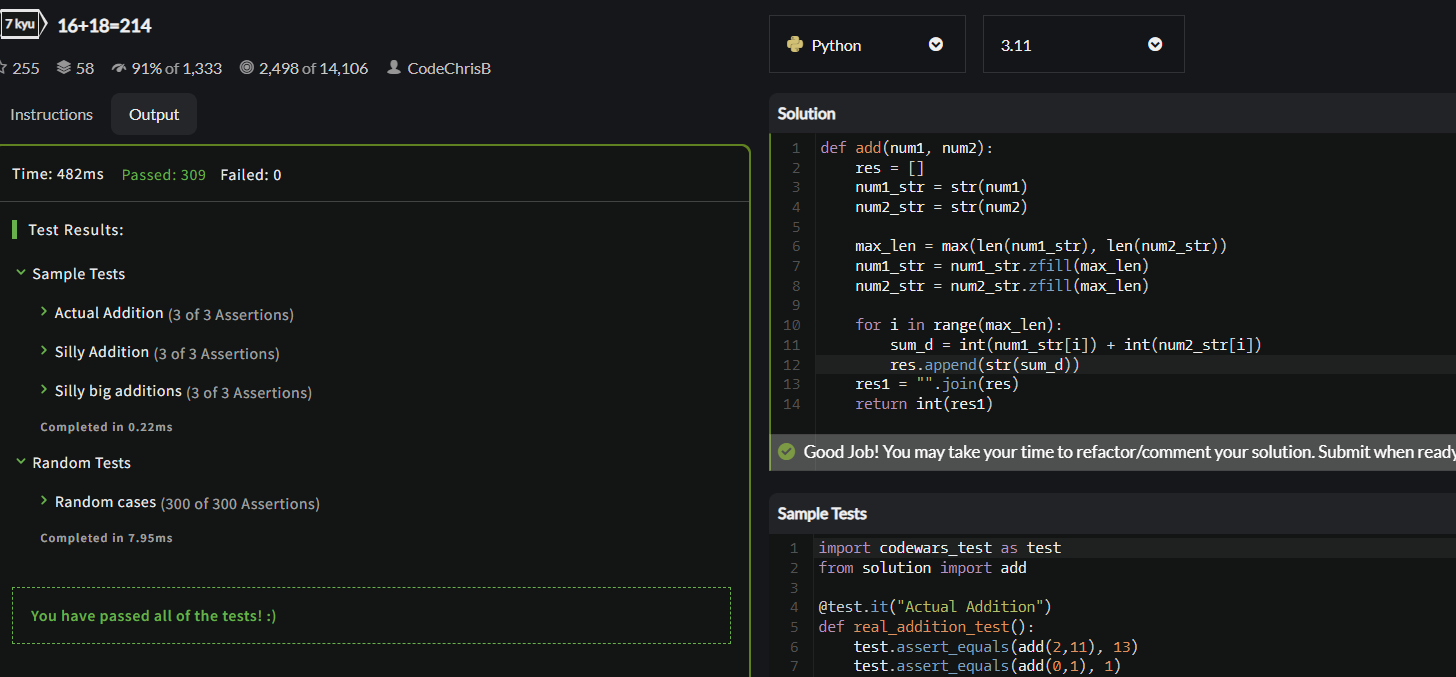 7 kyu 16+18=214
255 58 91% of 1,333 2,498 of 14,106 CodeChrisB
Instructions Output
Time: 482ms Passed: 309 Failed: 0
Test Results:
Sample Tests
Actual Addition (3 of 3 Assertions)
Silly Addition (3 of 3 Assertions)
Silly big additions (3 of 3 Assertions)
Completed in 0.22ms
Random Tests
Random cases (300 of 300 Assertions)
Completed in 7.95ms
You have passed all of the tests! :)
Python 3.11
Solution
1 def add(num1, num2):
2 res = []
3 num1_str = str(num1)
4 num2_str = str(num2)
5
6 max_len = max(len(num1_str), len(num2_str))
7 num1_str = num1_str.zfill(max_len)
8 num2_str = num2_str.zfill(max_len)
9
10 for i in range(max_len):
11 sum_d = int(num1_str[i]) + int(num2_str[i])
12 res.append(str(sum_d))
13 res1 = "".join(res)
14 return int(res1)
Good Job! You may take your time to refactor/comment your solution. Submit when ready
Sample Tests
1 import codewars_test as test
2 from solution import add
3
4 @test.it("Actual Addition")
5 def real_addition_test():
6 test.assert_equals(add(2,11), 13)
7 test.assert_equals(add(0,1), 1)